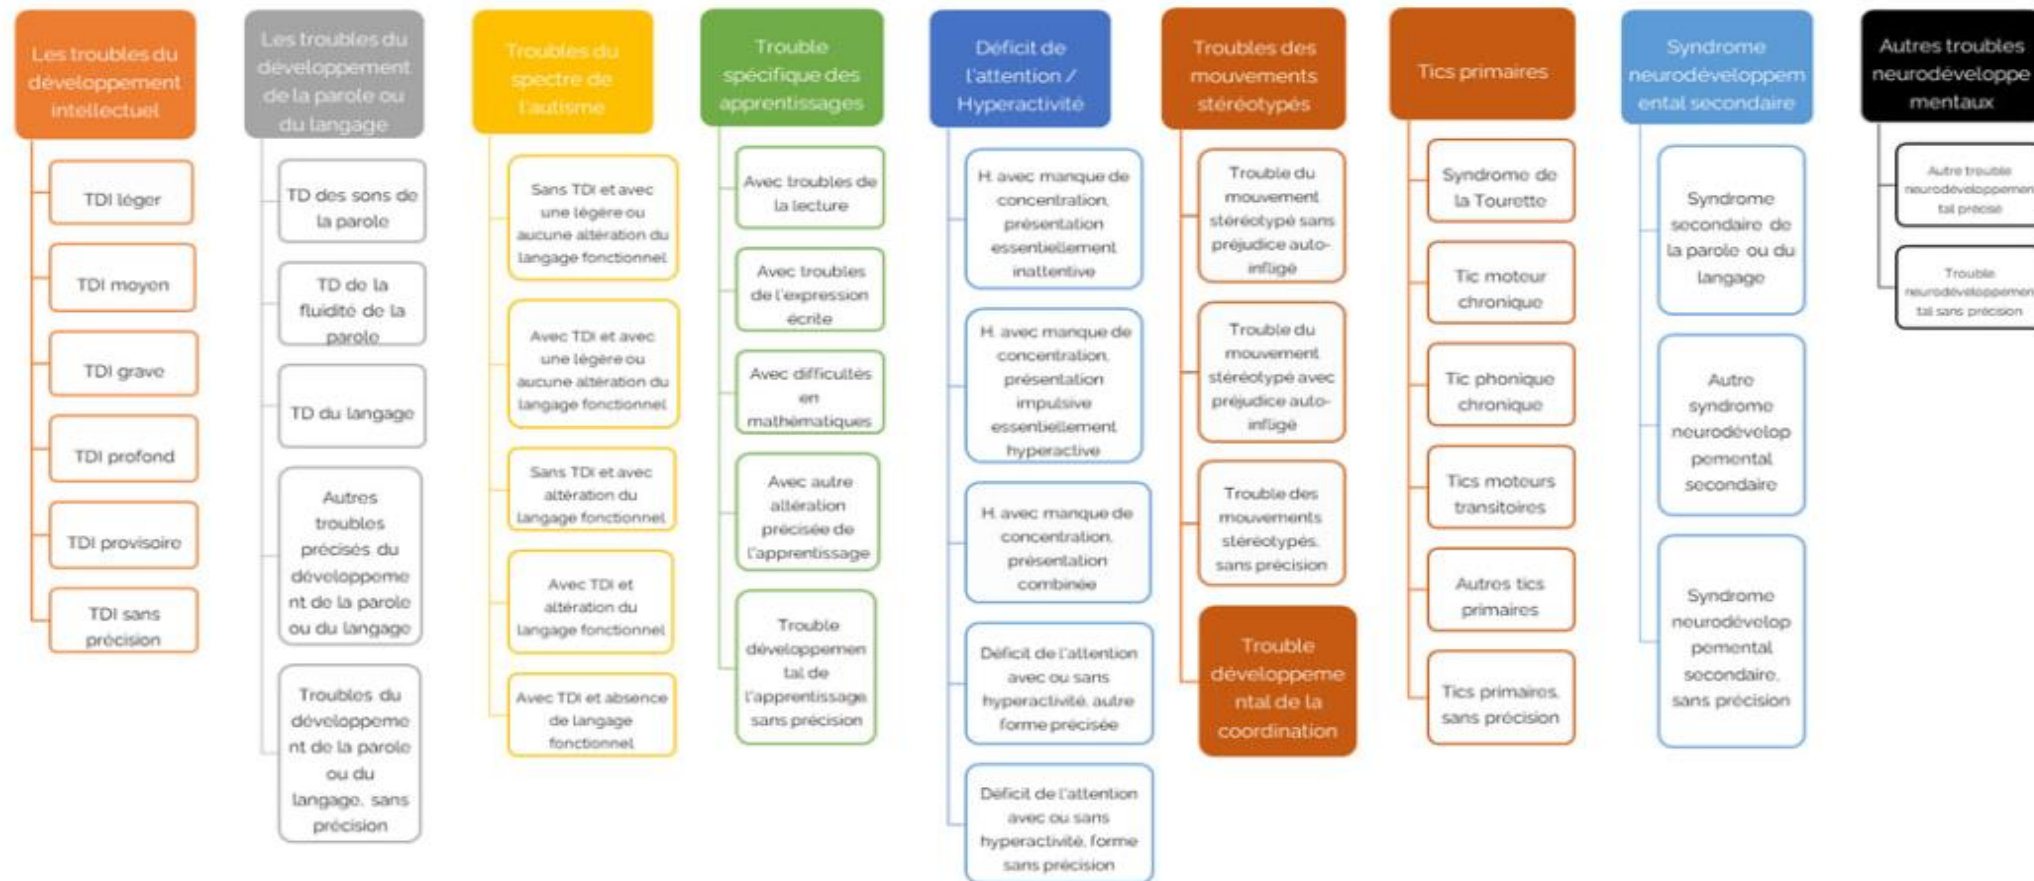 Les troubles du
développement
intellectuel
TDI léger
TDI moyen
TDI grave
TDI profond
TDI provisoire
TDI sans
précision
Les troubles du
développement
de la parole ou
du langage
TD des sons de
la parole
TD de la
fluidité de la
parole
TD du langage
Autres
troubles
précisés du
développeme
nt de la parole
ou du langage
Troubles du
développeme
nt de la parole
ou du
langage, sans
précision
Troubles du
spectre de
l'autisme
Sans TDI et avec
une légère ou
aucune altération du
langage fonctionnel
Avec TDI et avec
une légère ou
aucune altération du
langage fonctionnel
Sans TDI et avec
altération du
langage fonctionnel
Avec TDI et
altération du
langage fonctionnel
Avec TDI et absence
de langage
fonctionnel
Trouble
spécifique des
apprentissages
Avec troubles de
la lecture
Avec troubles
de l'expression
écrite
Avec difficultés
en
mathématiques
Avec autre
altération
précisée de
l'apprentissage
Trouble
développemen
tal de
l'apprentissage
sans précision
Déficit de
l'attention /
Hyperactivité
H. avec manque de
concentration,
présentation
essentiellement
inattentive
H. avec manque de
concentration,
présentation
impulsive
essentiellement
hyperactive
H. avec manque de
concentration,
présentation
combinée
Déficit de l'attention
avec ou sans
hyperactivité, autre
forme précisée
Déficit de l'attention
avec ou sans
hyperactivité, forme
sans précision
Troubles des
mouvements
stéréotypés
Trouble du
mouvement
stéréotypé sans
préjudice auto-
infligé
Trouble du
mouvement
stéréotypé avec
préjudice auto-
infligé
Trouble des
mouvements
stéréotypés,
sans précision
Trouble
développeme
ntal de la
coordination
Tics primaires
Syndrome de
la Tourette
Tic moteur
chronique
Tic phonique
chronique
Tics moteurs
transitoires
Autres tics
primaires
Tics primaires,
sans précision
Syndrome
neurodéveloppem
ental secondaire
Syndrome
secondaire de
la parole ou du
langage
Autre
syndrome
neurodévelop
pemental
secondaire
Syndrome
neurodévelop
pemental
secondaire,
sans précision
Autres troubles
neurodéveloppe
mentaux
Autre trouble
neurodéveloppemen
tal précisé
Trouble
neurodéveloppemen
tal sans précision